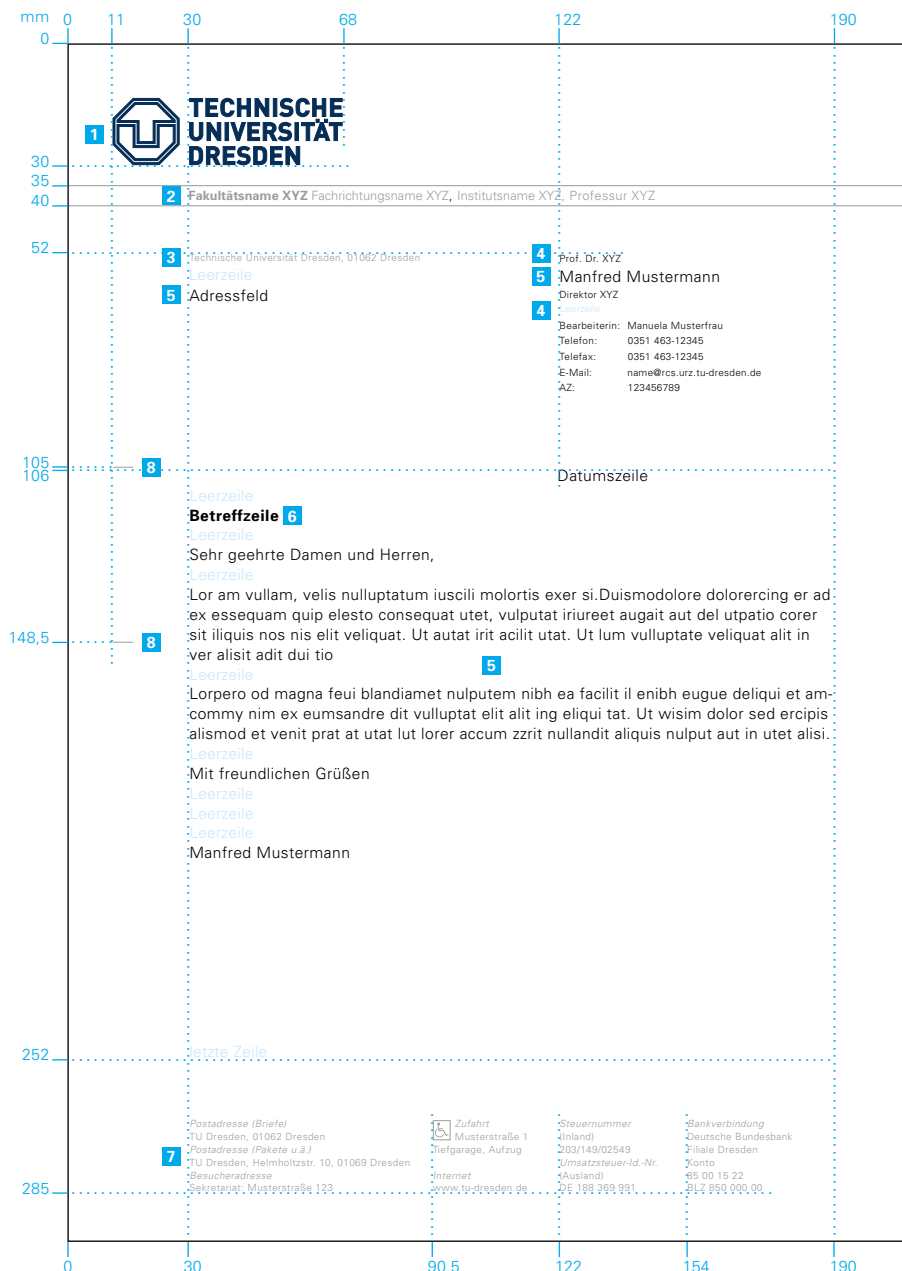 mm 0 11 30 68 122 190
0
TECHNISCHE
1 UNIVERSITÄT
DRESDEN
30
35
2 Fakultätsname XYZ Fachrichtungsname XYZ, Institutsname XYZ, Professur XYZ
40
52
3 Technische Universität Dresden, 01062 Dresden
Leerzeile
5 Adressfeld
4 Prof. Dr. XYZ
5 Manfred Mustermann
Direktor XYZ
4 Leerzeile
Bearbeiterin: Manuela Musterfrau
Telefon: 0351 463-12345
Telefax: 0351 463-12345
E-Mail: name@rcs.urz.tu-dresden.de
AZ: 123456789
105 8
106 Datumszeile
Leerzeile
Betreffzeile 6
Leerzeile
Sehr geehrte Damen und Herren,
Leerzeile
Lor am vullam, velis nulluptatum iuscili molortis exer si.Duismodolore dolorercing er ad
ex essequam quip elesto consequat utet, vulputat iriureet augait aut del utpatio corer
148,5 8 sit iliquis nos nis elit veliquat. Ut autat irit acilit utat. Ut lum vulluptate veliquat alit in
ver alisit adit dui tio
5
Leerzeile
Lorpero od magna feui blandiamet nulputem nibh ea facilit il enibh eugue deliqui et am-
commy nim ex eumsandre dit vulluptat elit alit ing eliqui tat. Ut wisim dolor sed ercipis
alismod et venit prat at utat lut lorer accum zzrit nullandit aliquis nulput aut in utet alisi.
Leerzeile
Mit freundlichen Grüßen
Leerzeile
Leerzeile
Leerzeile
Manfred Mustermann
252 letzte Zeile
7
Postadresse (Briefe)
TU Dresden, 01062 Dresden
Postadresse (Pakete u.ä.)
TU Dresden, Helmholtzstr. 10, 01069 Dresden
Besucheradresse
Sekretariat: Musterstraße 123
Zufahrt
Musterstraße 1
Tiefgarage, Aufzug
Internet
www.tu-dresden.de
Steuernummer
(Inland)
203/149/02549
Umsatzsteuer-Id.-Nr.
(Ausland)
DE 188 369 991
Bankverbindung
Deutsche Bundesbank
Filiale Dresden
Konto
85 00 15 22
BLZ 850 000 00
285
0 30 90.5 122 154 190